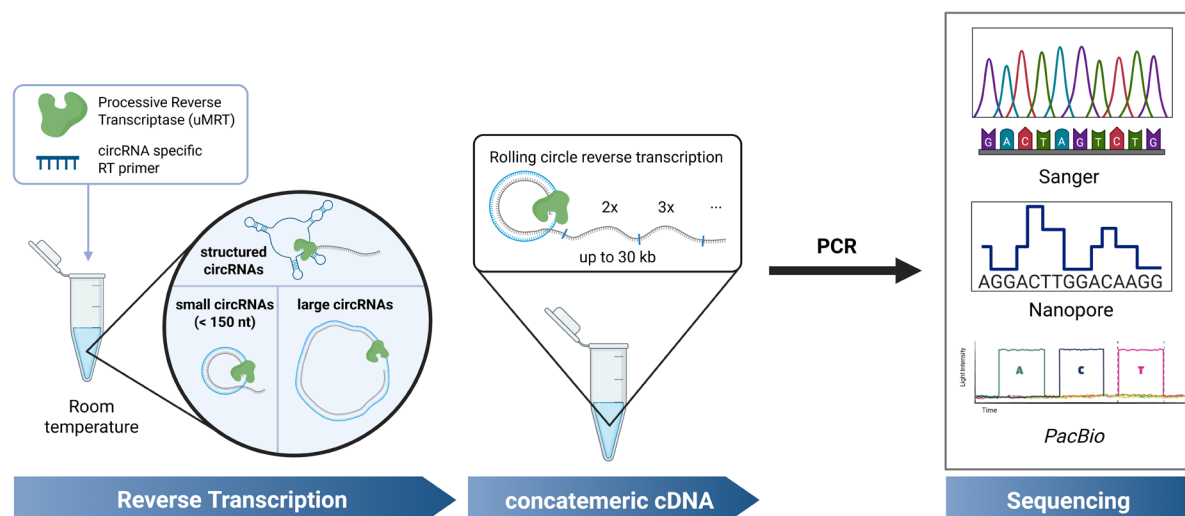 Processive Reverse
Transcriptase (uMRT)
circRNA specific
RT primer
structured
circRNAs
small circRNAs
(< 150 nt)
large circRNAs
Room
temperature
Reverse Transcription
Rolling circle reverse transcription
2x 3x ...
up to 30 kb
concatemeric cDNA
PCR
G A C T A G T C T G
Sanger
AGGACTTGGACAAGG
Nanopore
Light Intensity
A C T
Time
PacBio
Sequencing